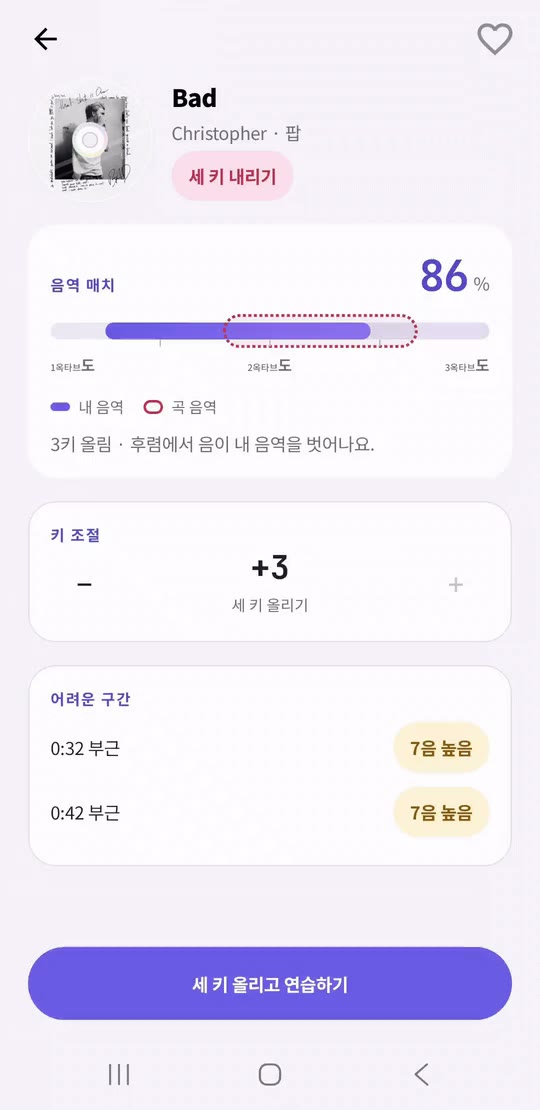 Bad
Christopher · 팝
세 키 내리기
음역 매치
86 %
1옥타브도 2옥타브도 3옥타브도
내 음역 곡 음역
3키 올림 · 후렴에서 음이 내 음역을 벗어나요.
키 조절
− +3 +
세 키 올리기
어려운 구간
0:32 부근 7음 높음
0:42 부근 7음 높음
세 키 올리고 연습하기